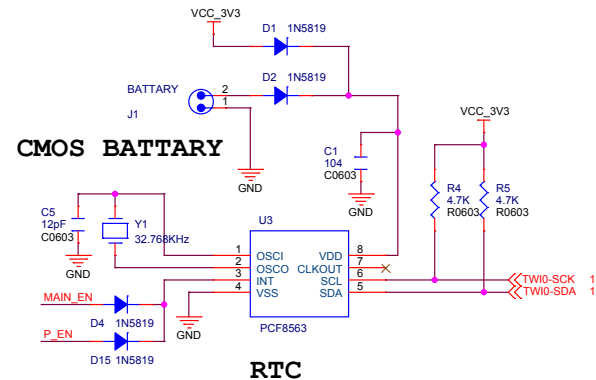 VCC_3V3
D1 1N5819
BATTARY
2
1
J1
D2 1N5819
CMOS BATTARY
GND
C1
104
C0603
GND
VCC_3V3
R4
4.7K
R0603
R5
4.7K
R0603
C5
12pF
C0603
GND
Y1
32.768KHz
U3
1 OSCI
2 OSCO
3 INT
4 VSS
VDD 8
CLKOUT 7
SCL 6
SDA 5
PCF8563
TWI0-SCK 1
TWI0-SDA 1
MAIN_EN
D4 1N5819
P_EN
D15 1N5819
GND
RTC